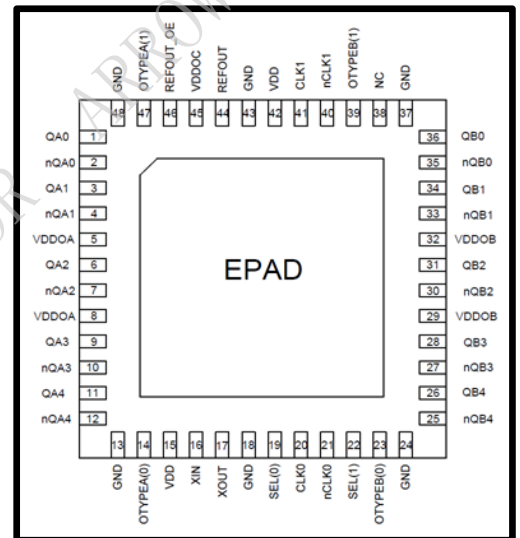 OR ARROW
GND OTYPEA(1) REFOUT_OE VDDOC REFOUT GND VDD CLK1 nCLK1 OTYPEB(1) NC GND
48 47 46 45 44 43 42 41 40 39 38 37
QA0 1 36 QB0
nQA0 2 35 nQB0
QA1 3 34 QB1
nQA1 4 33 nQB1
VDDOA 5 32 VDDOB
QA2 6 31 QB2
EPAD
nQA2 7 30 nQB2
VDDOA 8 29 VDDOB
QA3 9 28 QB3
nQA3 10 27 nQB3
QA4 11 26 QB4
nQA4 12 25 nQB4
13 14 15 16 17 18 19 20 21 22 23 24
GND OTYPEA(0) VDD XIN XOUT GND SEL(0) CLK0 nCLK0 SEL(1) OTYPEB(0) GND